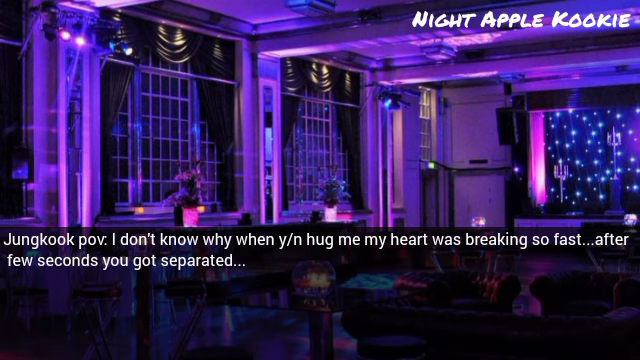 Night Apple Kookie
Jungkook pov: I don't know why when y/n hug me my heart was breaking so fast...after
few seconds you got separated...